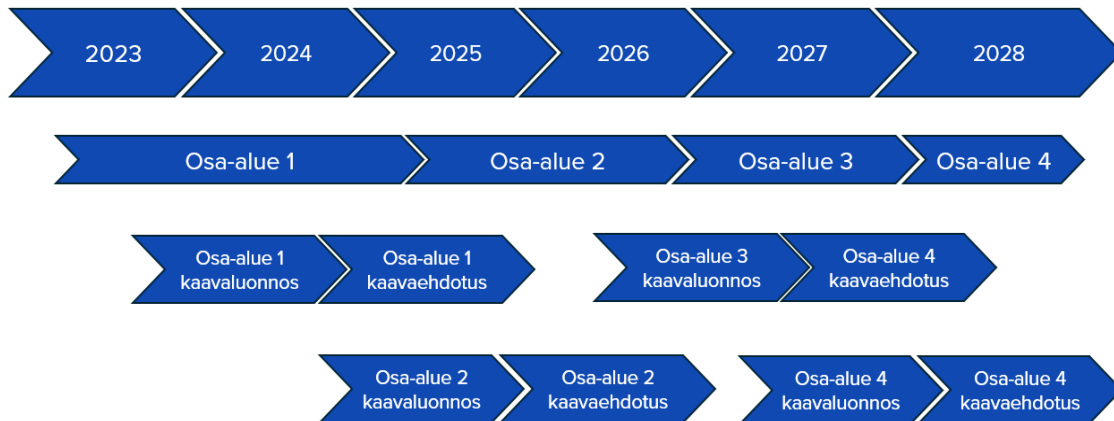 2023
2024
2025
2026
2027
2028
Osa-alue 1
Osa-alue 2
Osa-alue 3
Osa-alue 4
Osa-alue 1
kaavaluonnos
Osa-alue 1
kaavaehdotus
Osa-alue 3
kaavaluonnos
Osa-alue 4
kaavaehdotus
Osa-alue 2
kaavaluonnos
Osa-alue 2
kaavaehdotus
Osa-alue 4
kaavaluonnos
Osa-alue 4
kaavaehdotus